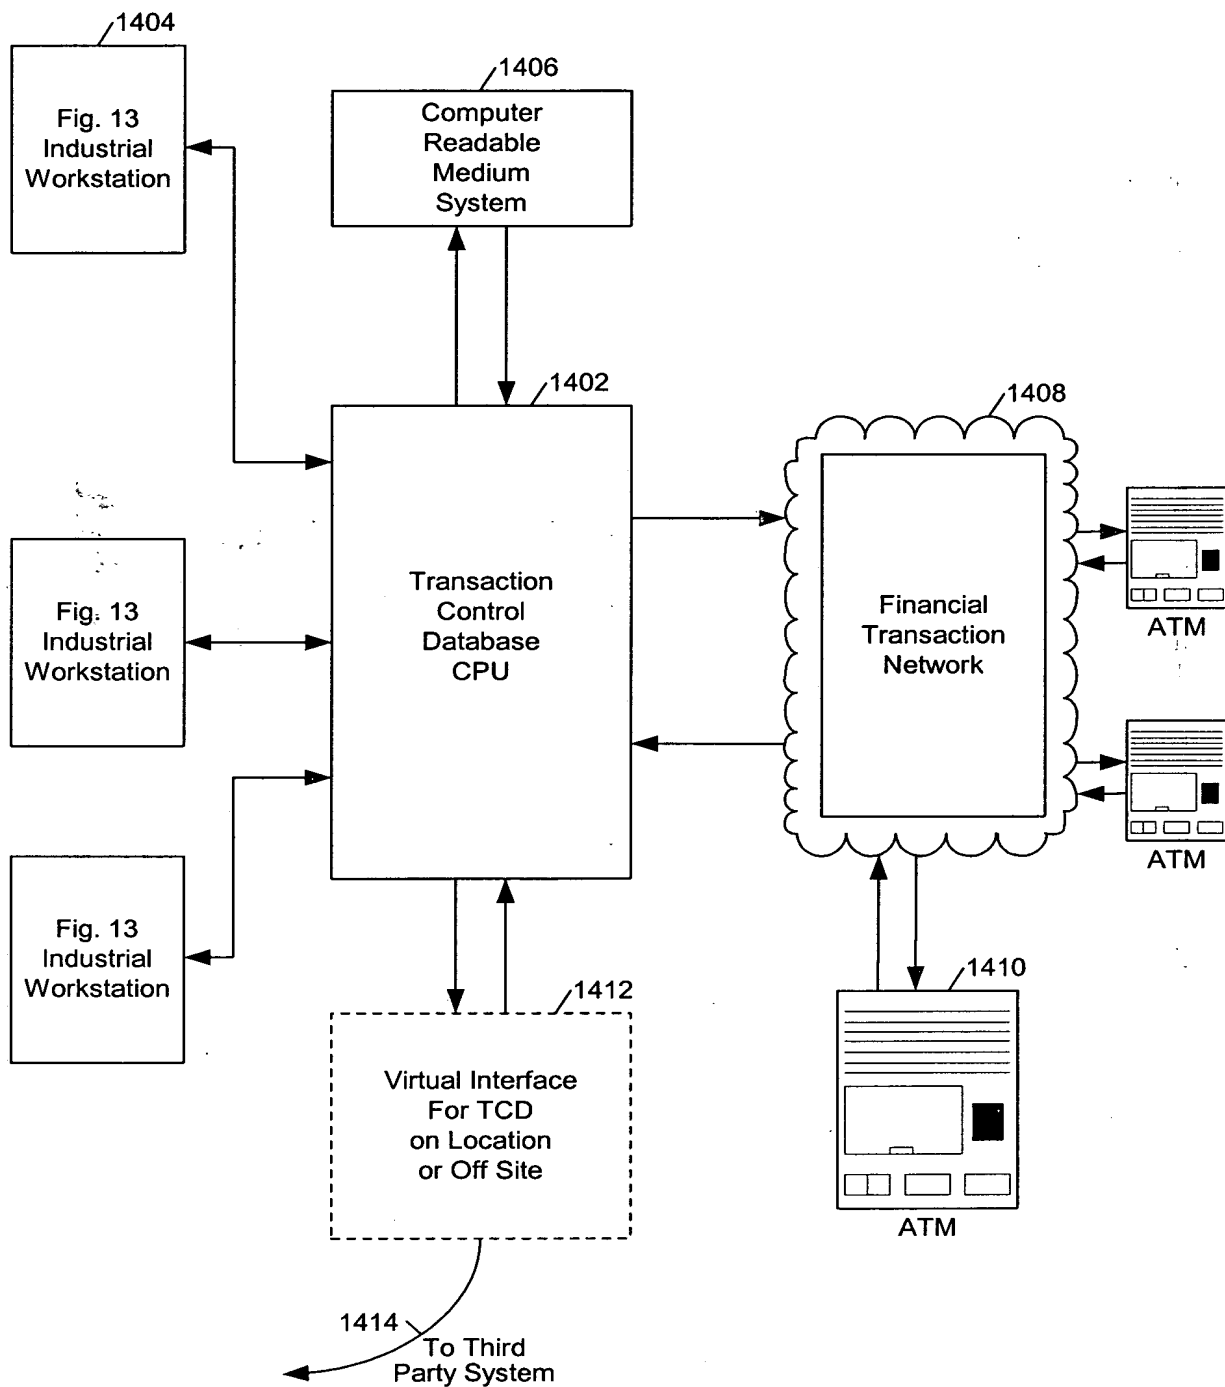 1404
Fig. 13
Industrial
Workstation
1406
Computer
Readable
Medium
System
1402
Transaction
Control
Database
CPU
1408
Financial
Transaction
Network
ATM
ATM
Fig. 13
Industrial
Workstation
Fig. 13
Industrial
Workstation
1412
Virtual Interface
For TCD
on Location
or Off Site
1410
ATM
1414
To Third
Party System